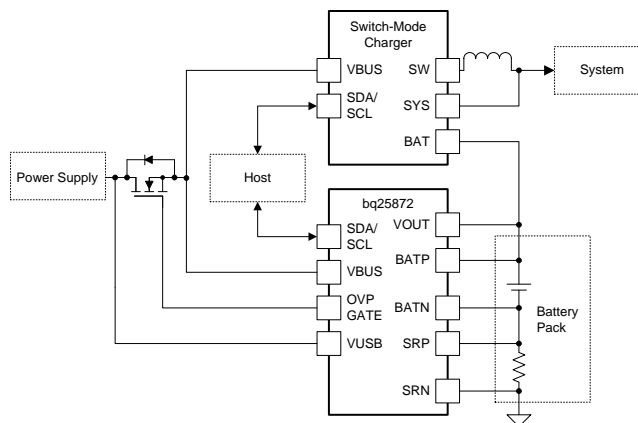 Switch-Mode
Charger
VBUS
SW
SDA/
SCL
SYS
BAT
System
Power Supply
Host
bq25872
SDA/
SCL
VOUT
VBUS
BATP
OVP
GATE
BATN
VUSB
SRP
SRN
Battery
Pack